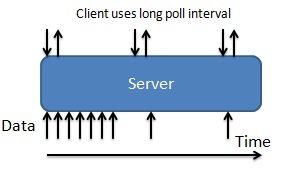 Client uses long poll interval
Server
Data
Time